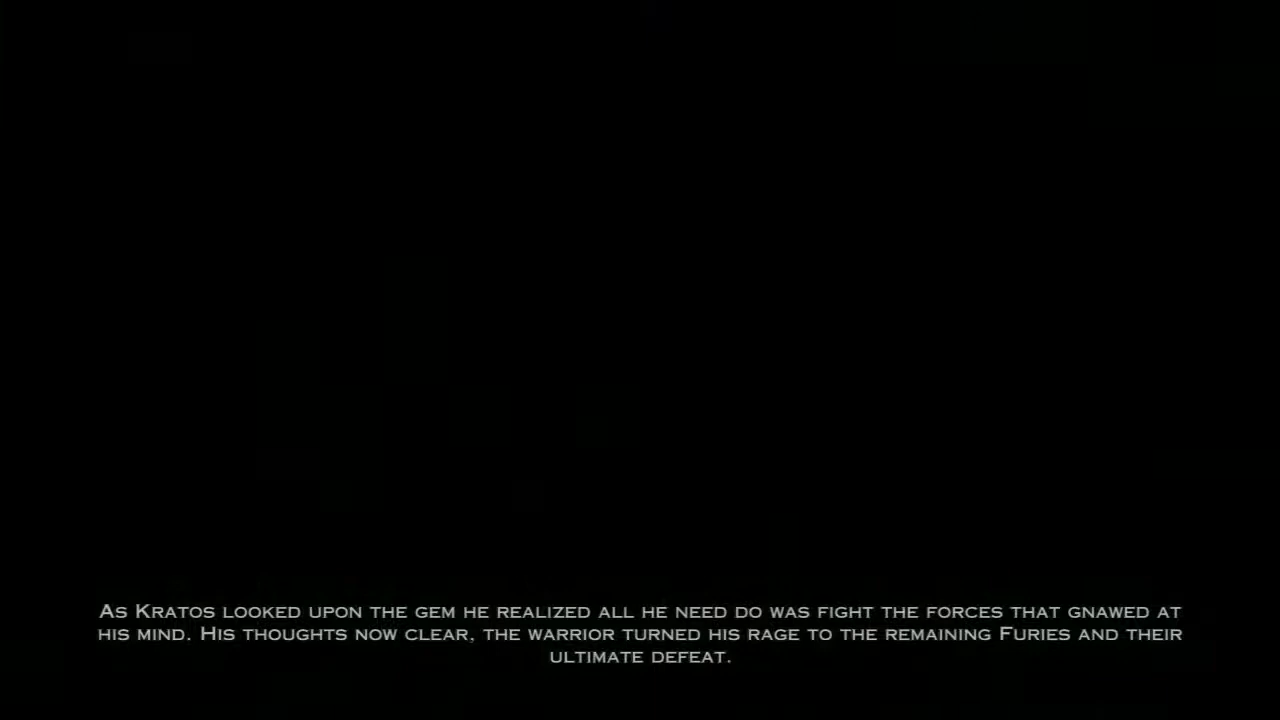 As Kratos looked upon the gem he realized all he need do was fight the forces that gnawed at
his mind. His thoughts now clear, the warrior turned his rage to the remaining Furies and their
ultimate defeat.